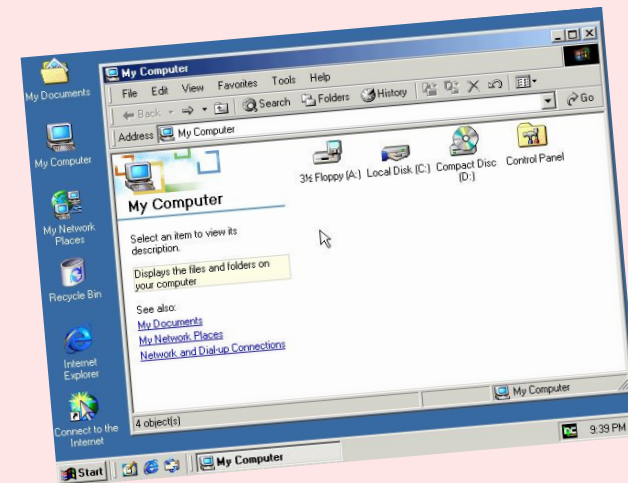 My Documents
My Computer
My Network
Places
Recycle Bin
Internet
Explorer
Connect to the
Internet
My Computer
File Edit View Favorites Tools Help
Back Search Folders History
Address My Computer Go
My Computer
Select an item to view its
description.
Displays the files and folders on
your computer
See also:
My Documents
My Network Places
Network and Dial-up Connections
3½ Floppy (A:) Local Disk (C:) Compact Disc
(D:)
Control Panel
4 object(s) My Computer
Start My Computer 9:39 PM